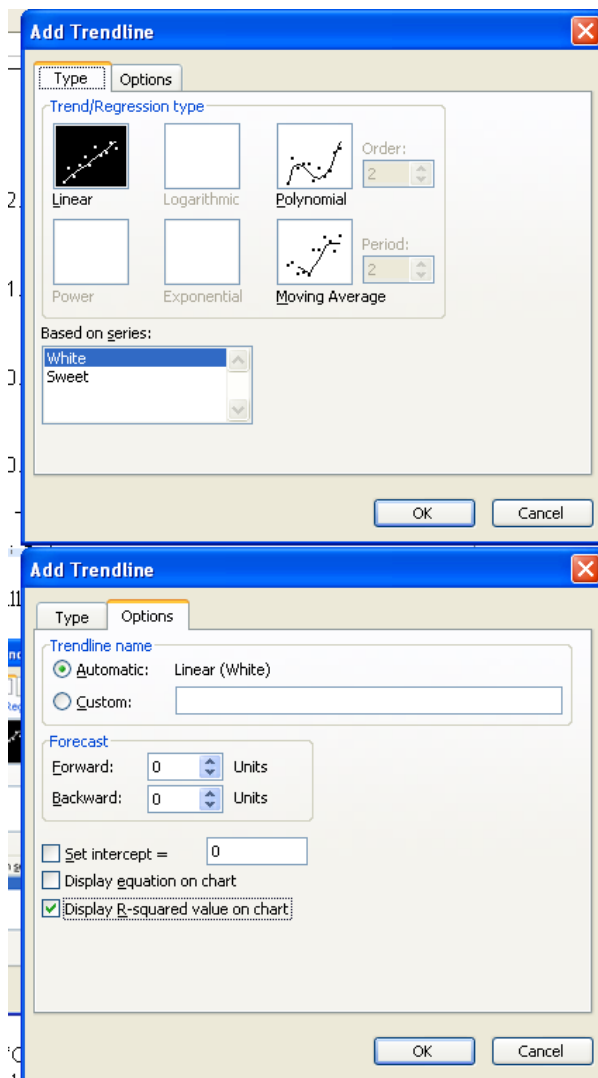 Add Trendline
Type Options
Trend/Regression type
Order:
2
Linear Logarithmic Polynomial
Period:
2
Power Exponential Moving Average
Based on series:
White
Sweet
OK Cancel
Add Trendline
Type Options
Trendline name
Automatic: Linear (White)
Custom:
Forecast
Forward: 0 Units
Backward: 0 Units
Set intercept = 0
Display equation on chart
Display R-squared value on chart
OK Cancel